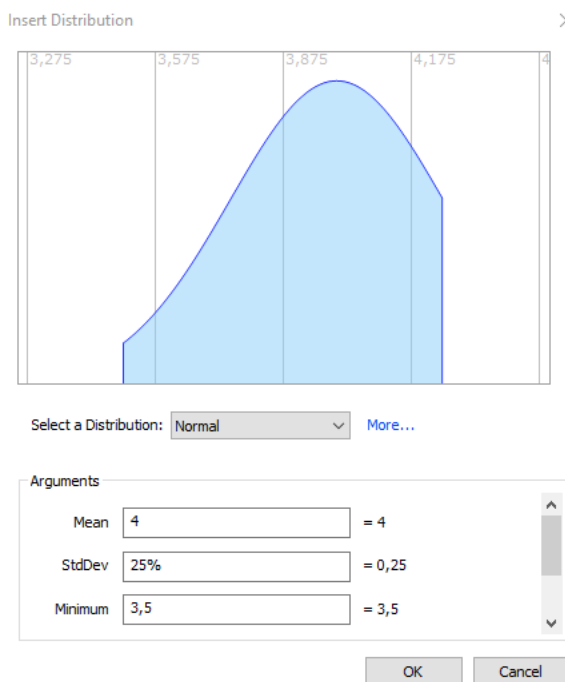 Insert Distribution
3,275 3,575 3,875 4,175 4
Select a Distribution: Normal More...
Arguments
Mean 4 = 4
StdDev 25% = 0,25
Minimum 3,5 = 3,5
OK Cancel